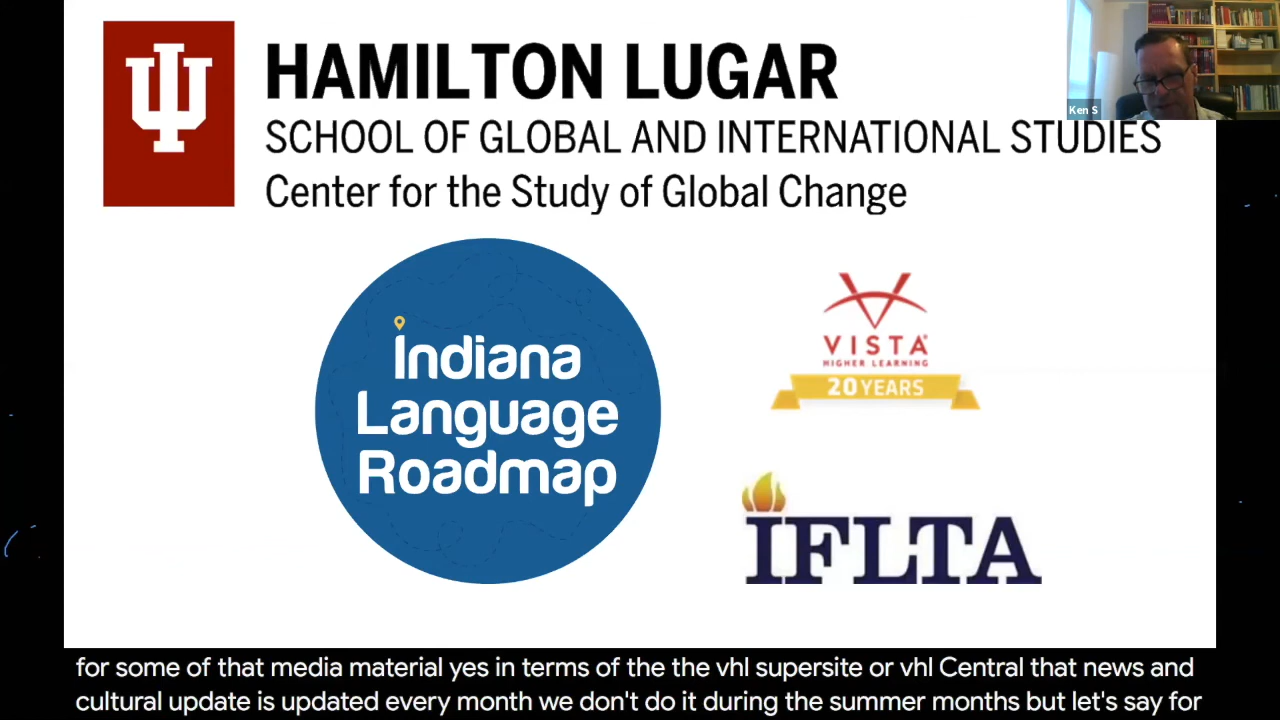 HAMILTON LUGAR
SCHOOL OF GLOBAL AND INTERNATIONAL STUDIES
Center for the Study of Global Change
Ken S
Indiana
Language
Roadmap
VISTA
HIGHER LEARNING
20 YEARS
IFLTA
for some of that media material yes in terms of the the vhl supersite or vhl Central that news and
cultural update is updated every month we don't do it during the summer months but let's say for